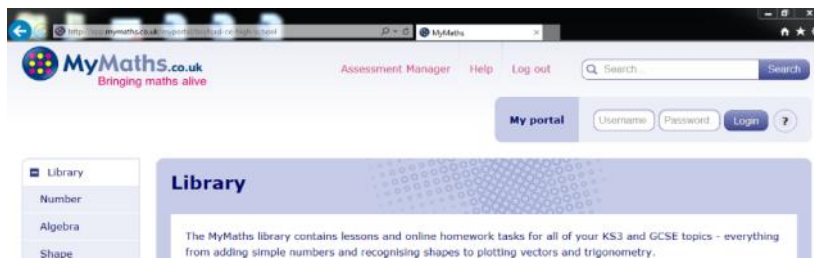 MyMaths
MyMaths.co.uk
Bringing maths alive
Assessment Manager Help Log out Search Search
My portal Username Password Login ?
Library
Number
Algebra
Shape
Library
The MyMaths library contains lessons and online homework tasks for all of your KS3 and GCSE topics - everything
from adding simple numbers and recognising shapes to plotting vectors and trigonometry.